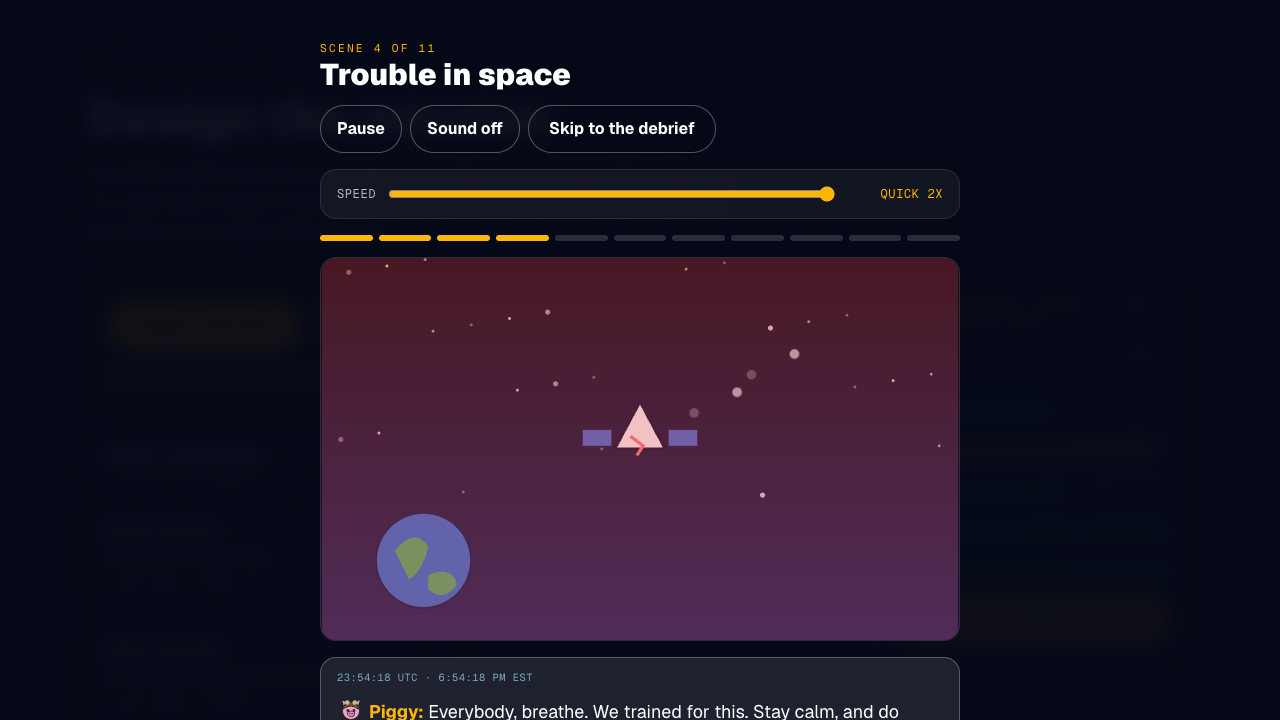 SCENE 4 OF 11
Trouble in space
Pause
Sound off
Skip to the debrief
SPEED
QUICK 2X
23:54:18 UTC · 6:54:18 PM EST
Piggy: Everybody, breathe. We trained for this. Stay calm, and do